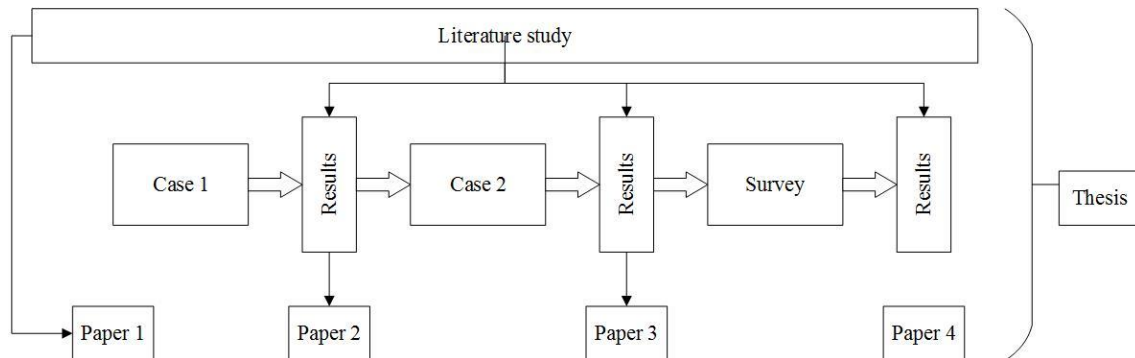 Literature study
Case 1
Results
Case 2
Results
Survey
Results
Thesis
Paper 1
Paper 2
Paper 3
Paper 4